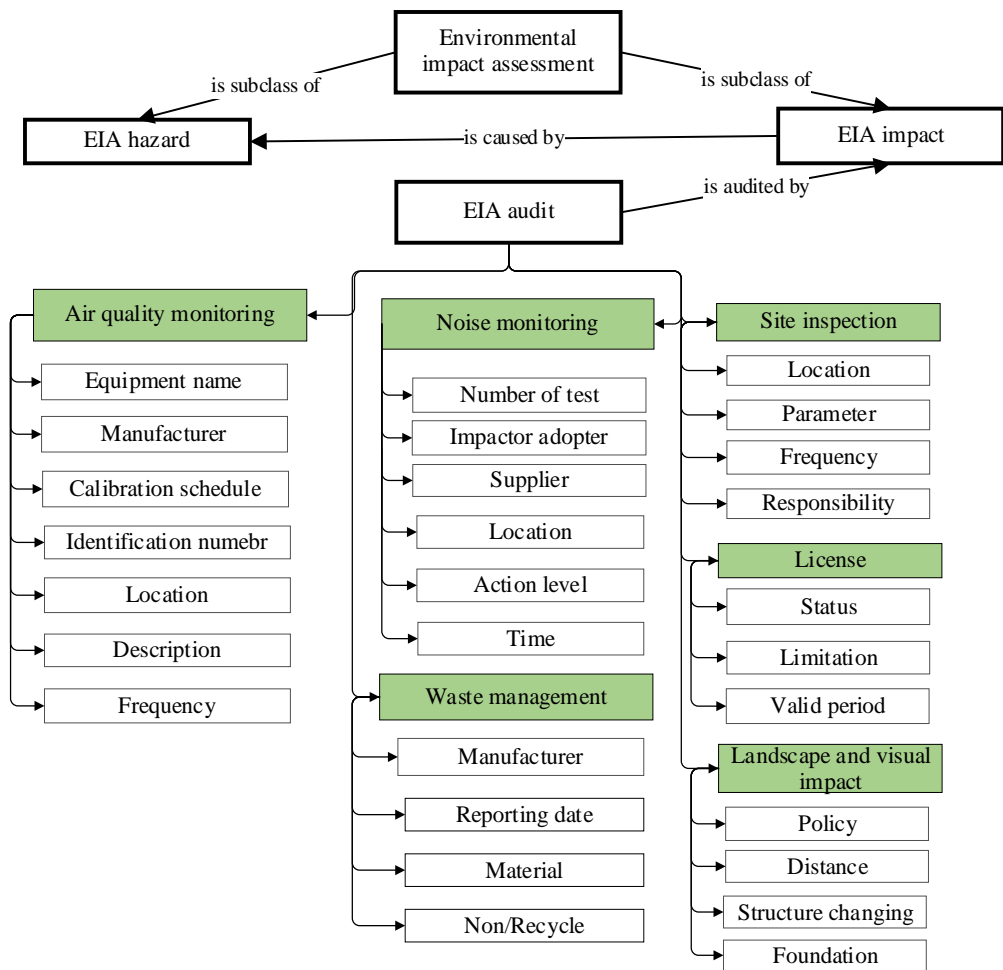 Environmental
impact assessment
is subclass of
is subclass of
EIA hazard
is caused by
EIA impact
is audited by
EIA audit
Air quality monitoring
Equipment name
Manufacturer
Calibration schedule
Identification numebr
Location
Description
Frequency
Noise monitoring
Number of test
Impactor adopter
Supplier
Location
Action level
Time
Waste management
Manufacturer
Reporting date
Material
Non/Recycle
Site inspection
Location
Parameter
Frequency
Responsibility
License
Status
Limitation
Valid period
Landscape and visual
impact
Policy
Distance
Structure changing
Foundation